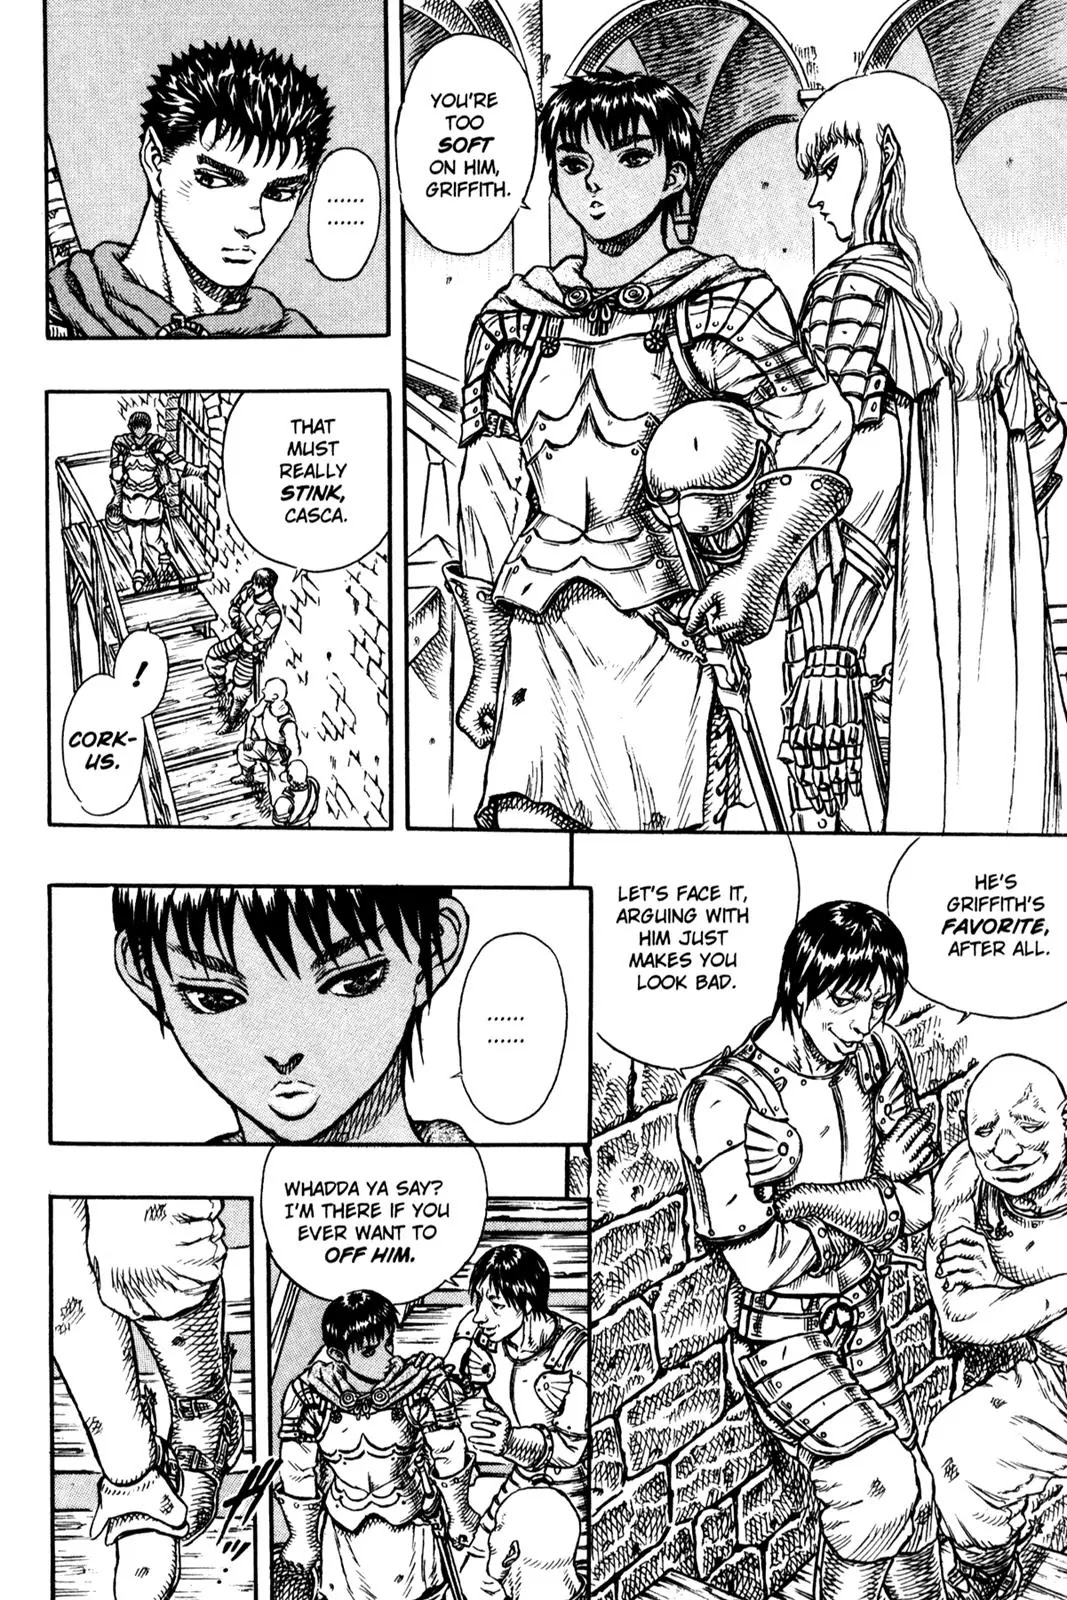 YOU'RE
TOO
SOFT
ON HIM,
GRIFFITH.
......
......
THAT
MUST
REALLY
STINK,
CASCA.
!
CORK-
US.
HE'S
GRIFFITH'S
FAVORITE,
AFTER ALL.
LET'S FACE IT,
ARGUING WITH
HIM JUST
MAKES YOU
LOOK BAD.
......
......
WHADDA YA SAY?
I'M THERE IF YOU
EVER WANT TO
OFF HIM.